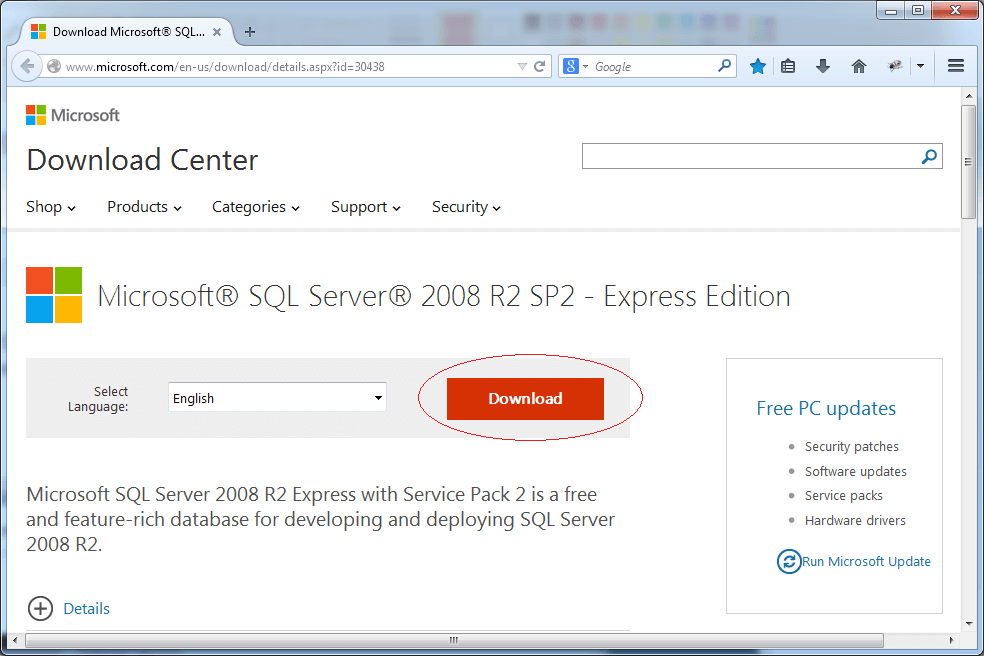 Download Microsoft® SQL...
www.microsoft.com/en-us/download/details.aspx?id=30438
8
Google
Microsoft
Download Center
Shop
Products
Categories
Support
Security
Microsoft® SQL Server® 2008 R2 SP2 - Express Edition
Select
Language:
English
Download
Microsoft SQL Server 2008 R2 Express with Service Pack 2 is a free
and feature-rich database for developing and deploying SQL Server
2008 R2.
Details
Free PC updates
Security patches
Software updates
Service packs
Hardware drivers
Run Microsoft Update